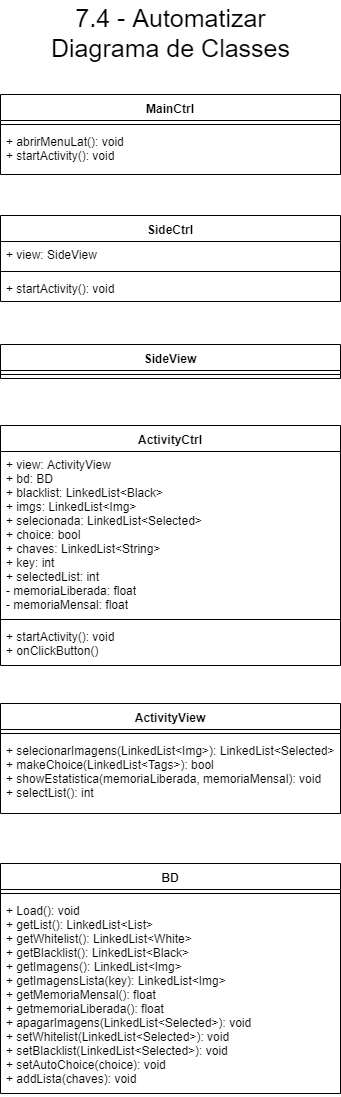 7.4 - Automatizar
Diagrama de Classes
MainCtrl
+ abrirMenuLat(): void
+ startActivity(): void
SideCtrl
+ view: SideView
+ startActivity(): void
SideView
ActivityCtrl
+ view: ActivityView
+ bd: BD
+ blacklist: LinkedList<Black>
+ imgs: LinkedList<Img>
+ selecionada: LinkedList<Selected>
+ choice: bool
+ chaves: LinkedList<String>
+ key: int
+ selectedList: int
- memoriaLiberada: float
- memoriaMensal: float
+ startActivity(): void
+ onClickButton()
ActivityView
+ selecionarImagens(LinkedList<Img>): LinkedList<Selected>
+ makeChoice(LinkedList<Tags>): bool
+ showEstatistica(memoriaLiberada, memoriaMensal): void
+ selectList(): int
BD
+ Load(): void
+ getList(): LinkedList<List>
+ getWhitelist(): LinkedList<White>
+ getBlacklist(): LinkedList<Black>
+ getImagens(): LinkedList<Img>
+ getImagensLista(key): LinkedList<Img>
+ getMemoriaMensal(): float
+ getmemoriaLiberada(): float
+ apagarImagens(LinkedList<Selected>): void
+ setWhitelist(LinkedList<Selected>): void
+ setBlacklist(LinkedList<Selected>): void
+ setAutoChoice(choice): void
+ addLista(chaves): void